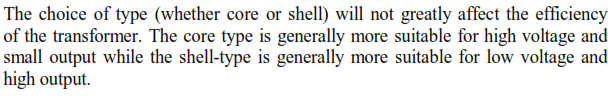 The choice of type (whether core or shell) will not greatly affect the efficiency
of the transformer. The core type is generally more suitable for high voltage and
small output while the shell-type is generally more suitable for low voltage and
high output.